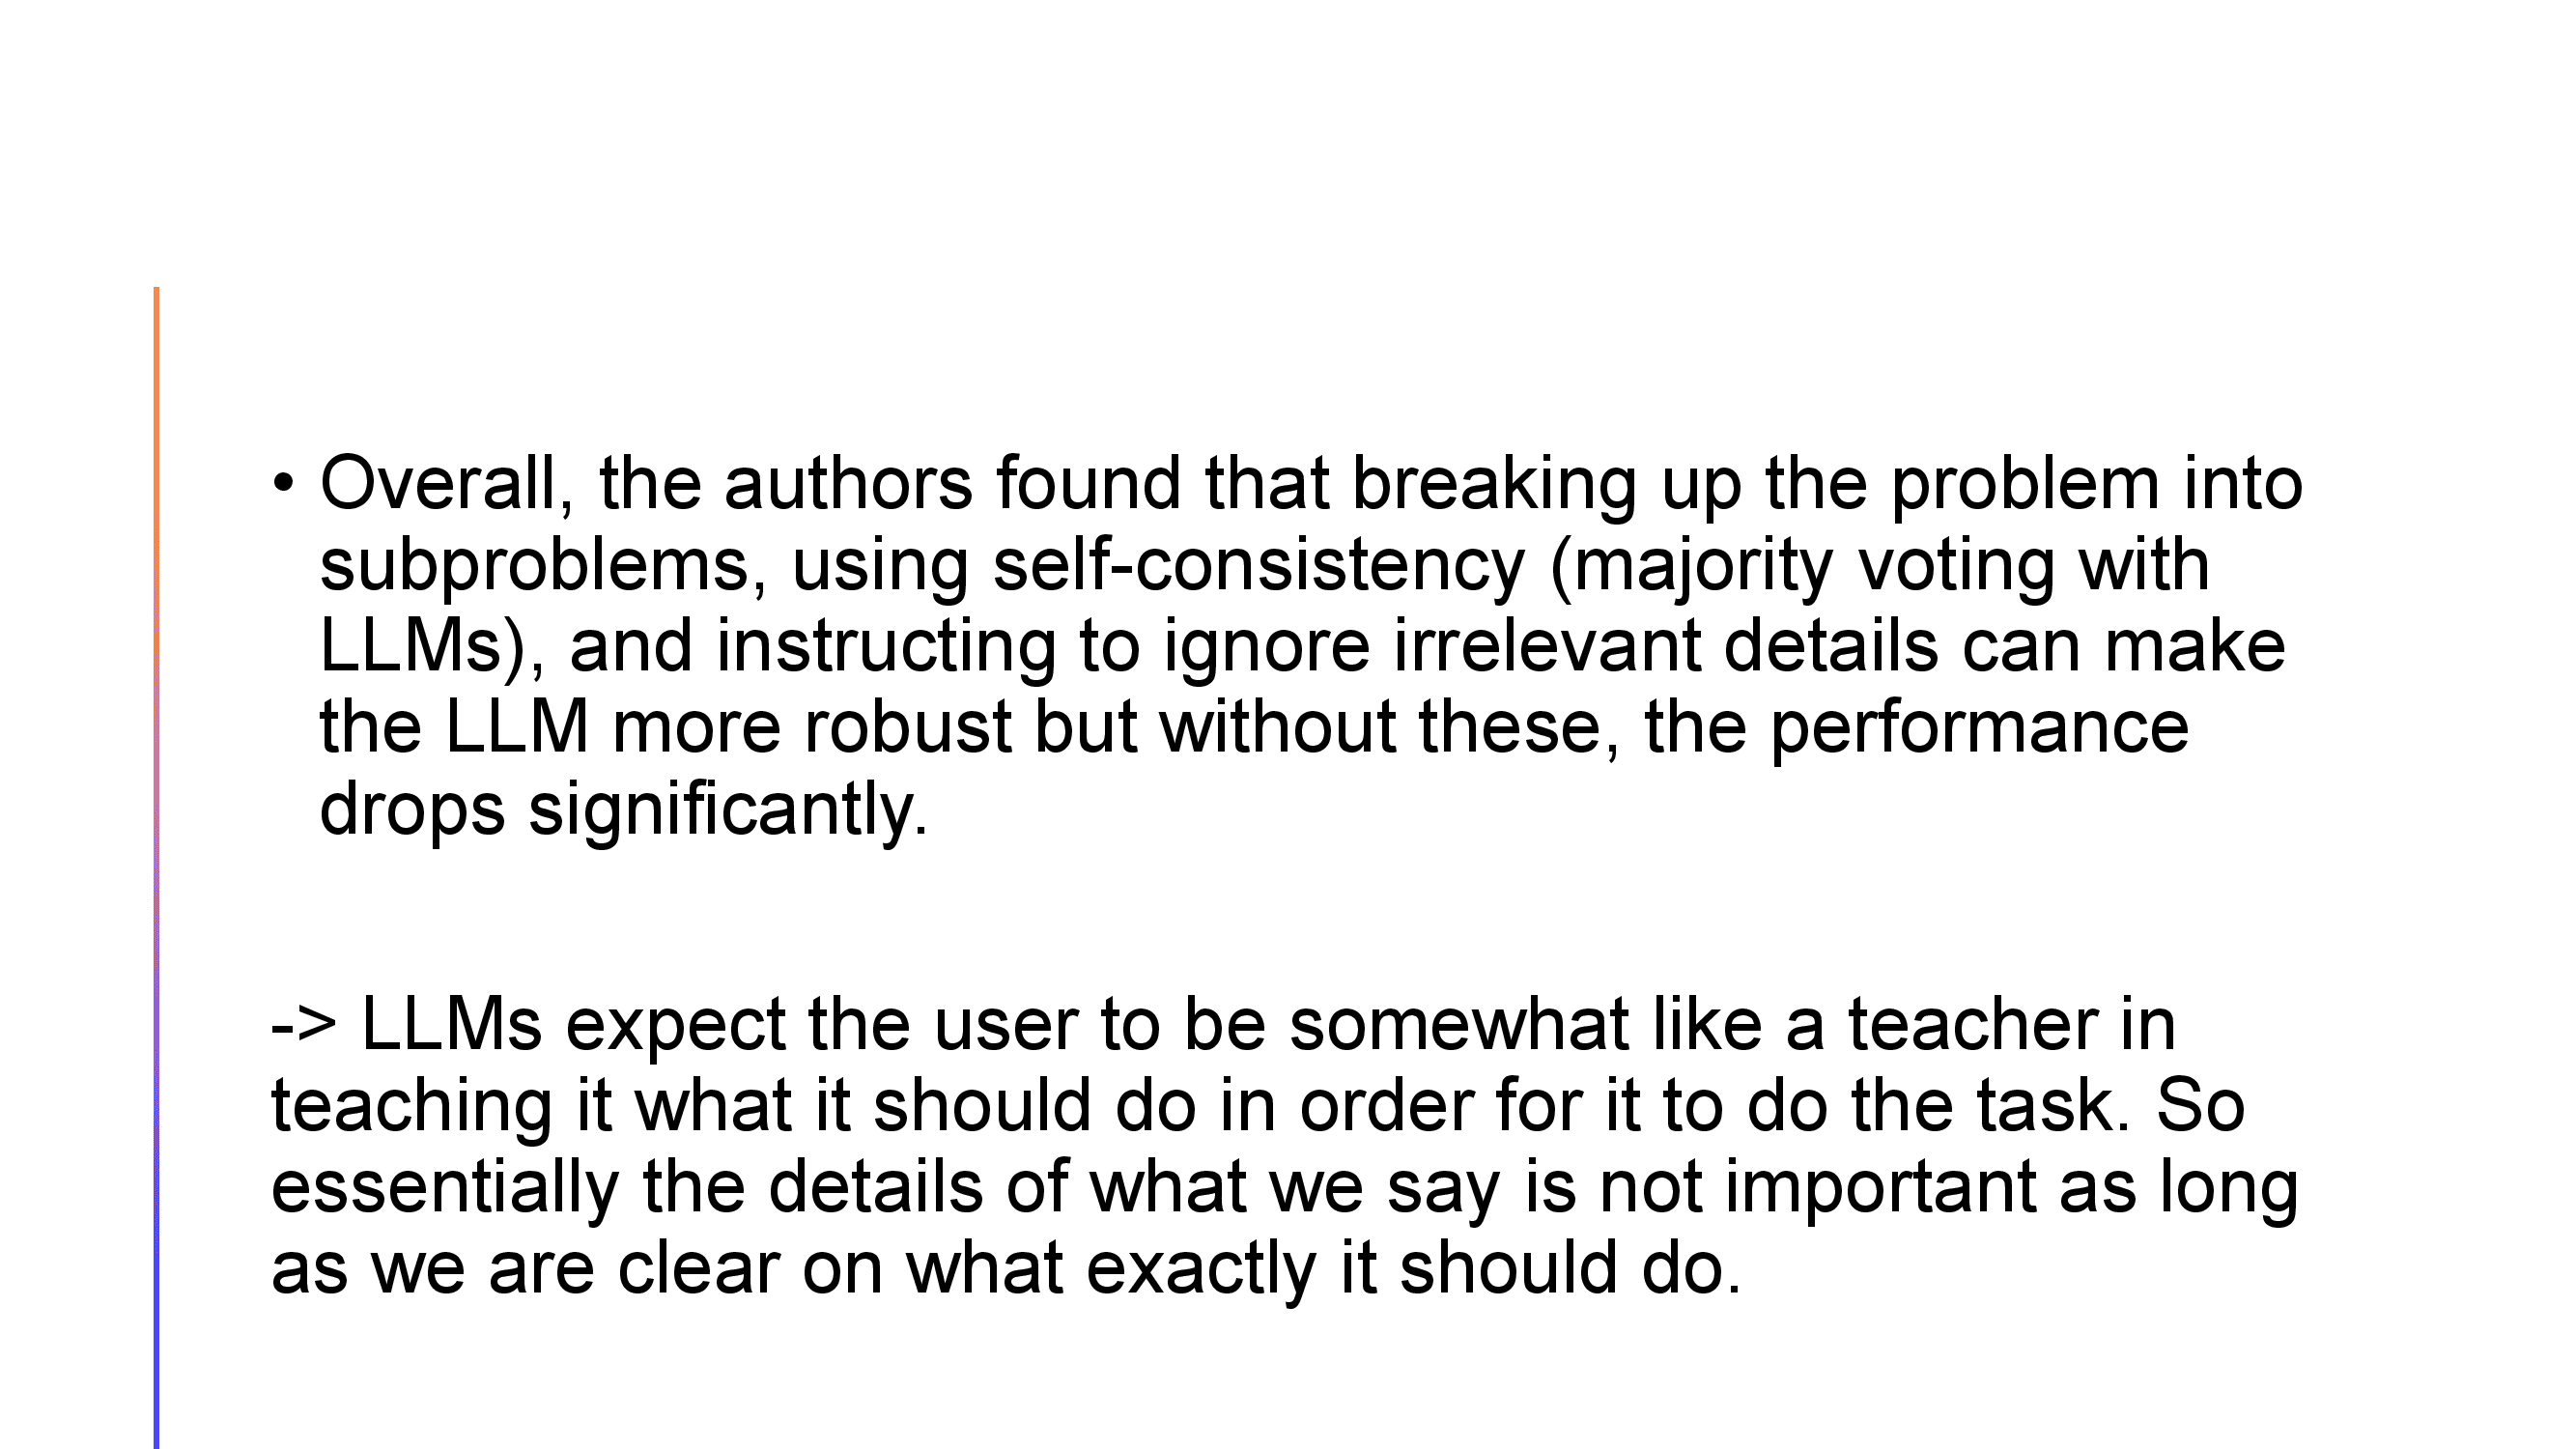 • Overall, the authors found that breaking up the problem into
subproblems, using self-consistency (majority voting with
LLMs), and instructing to ignore irrelevant details can make
the LLM more robust but without these, the performance
drops significantly.
-> LLMs expect the user to be somewhat like a teacher in
teaching it what it should do in order for it to do the task. So
essentially the details of what we say is not important as long
as we are clear on what exactly it should do.